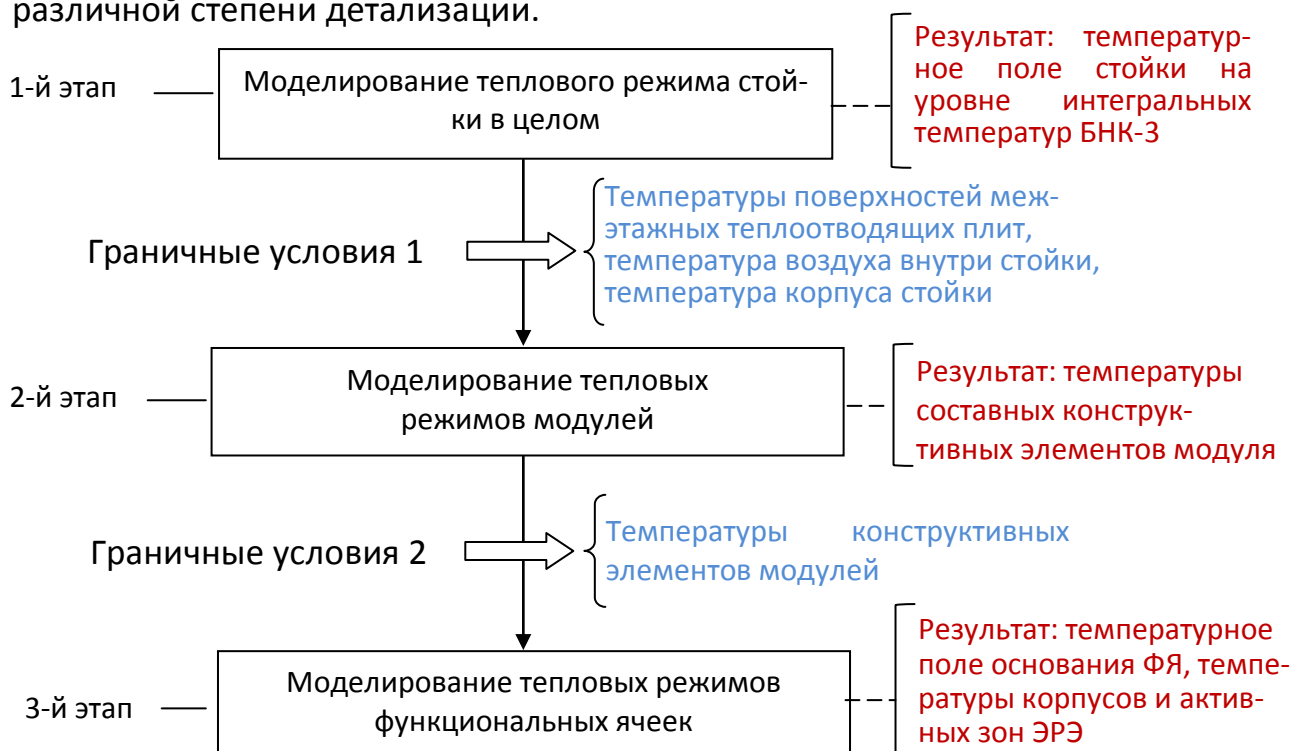 различной степени детализации.
1-й этап
Моделирование теплового режима стой-
ки в целом
Результат: температур-
ное поле стойки на
уровне интегральных
температур БНК-3
Граничные условия 1
Температуры поверхностей меж-
этажных теплоотводящих плит,
температура воздуха внутри стойки,
температура корпуса стойки
2-й этап
Моделирование тепловых
режимов модулей
Результат: температуры
составных конструк-
тивных элементов модуля
Граничные условия 2
Температуры конструктивных
элементов модулей
3-й этап
Моделирование тепловых режимов
функциональных ячеек
Результат: температурное
поле основания ФЯ, темпе-
ратуры корпусов и актив-
ных зон ЭРЭ